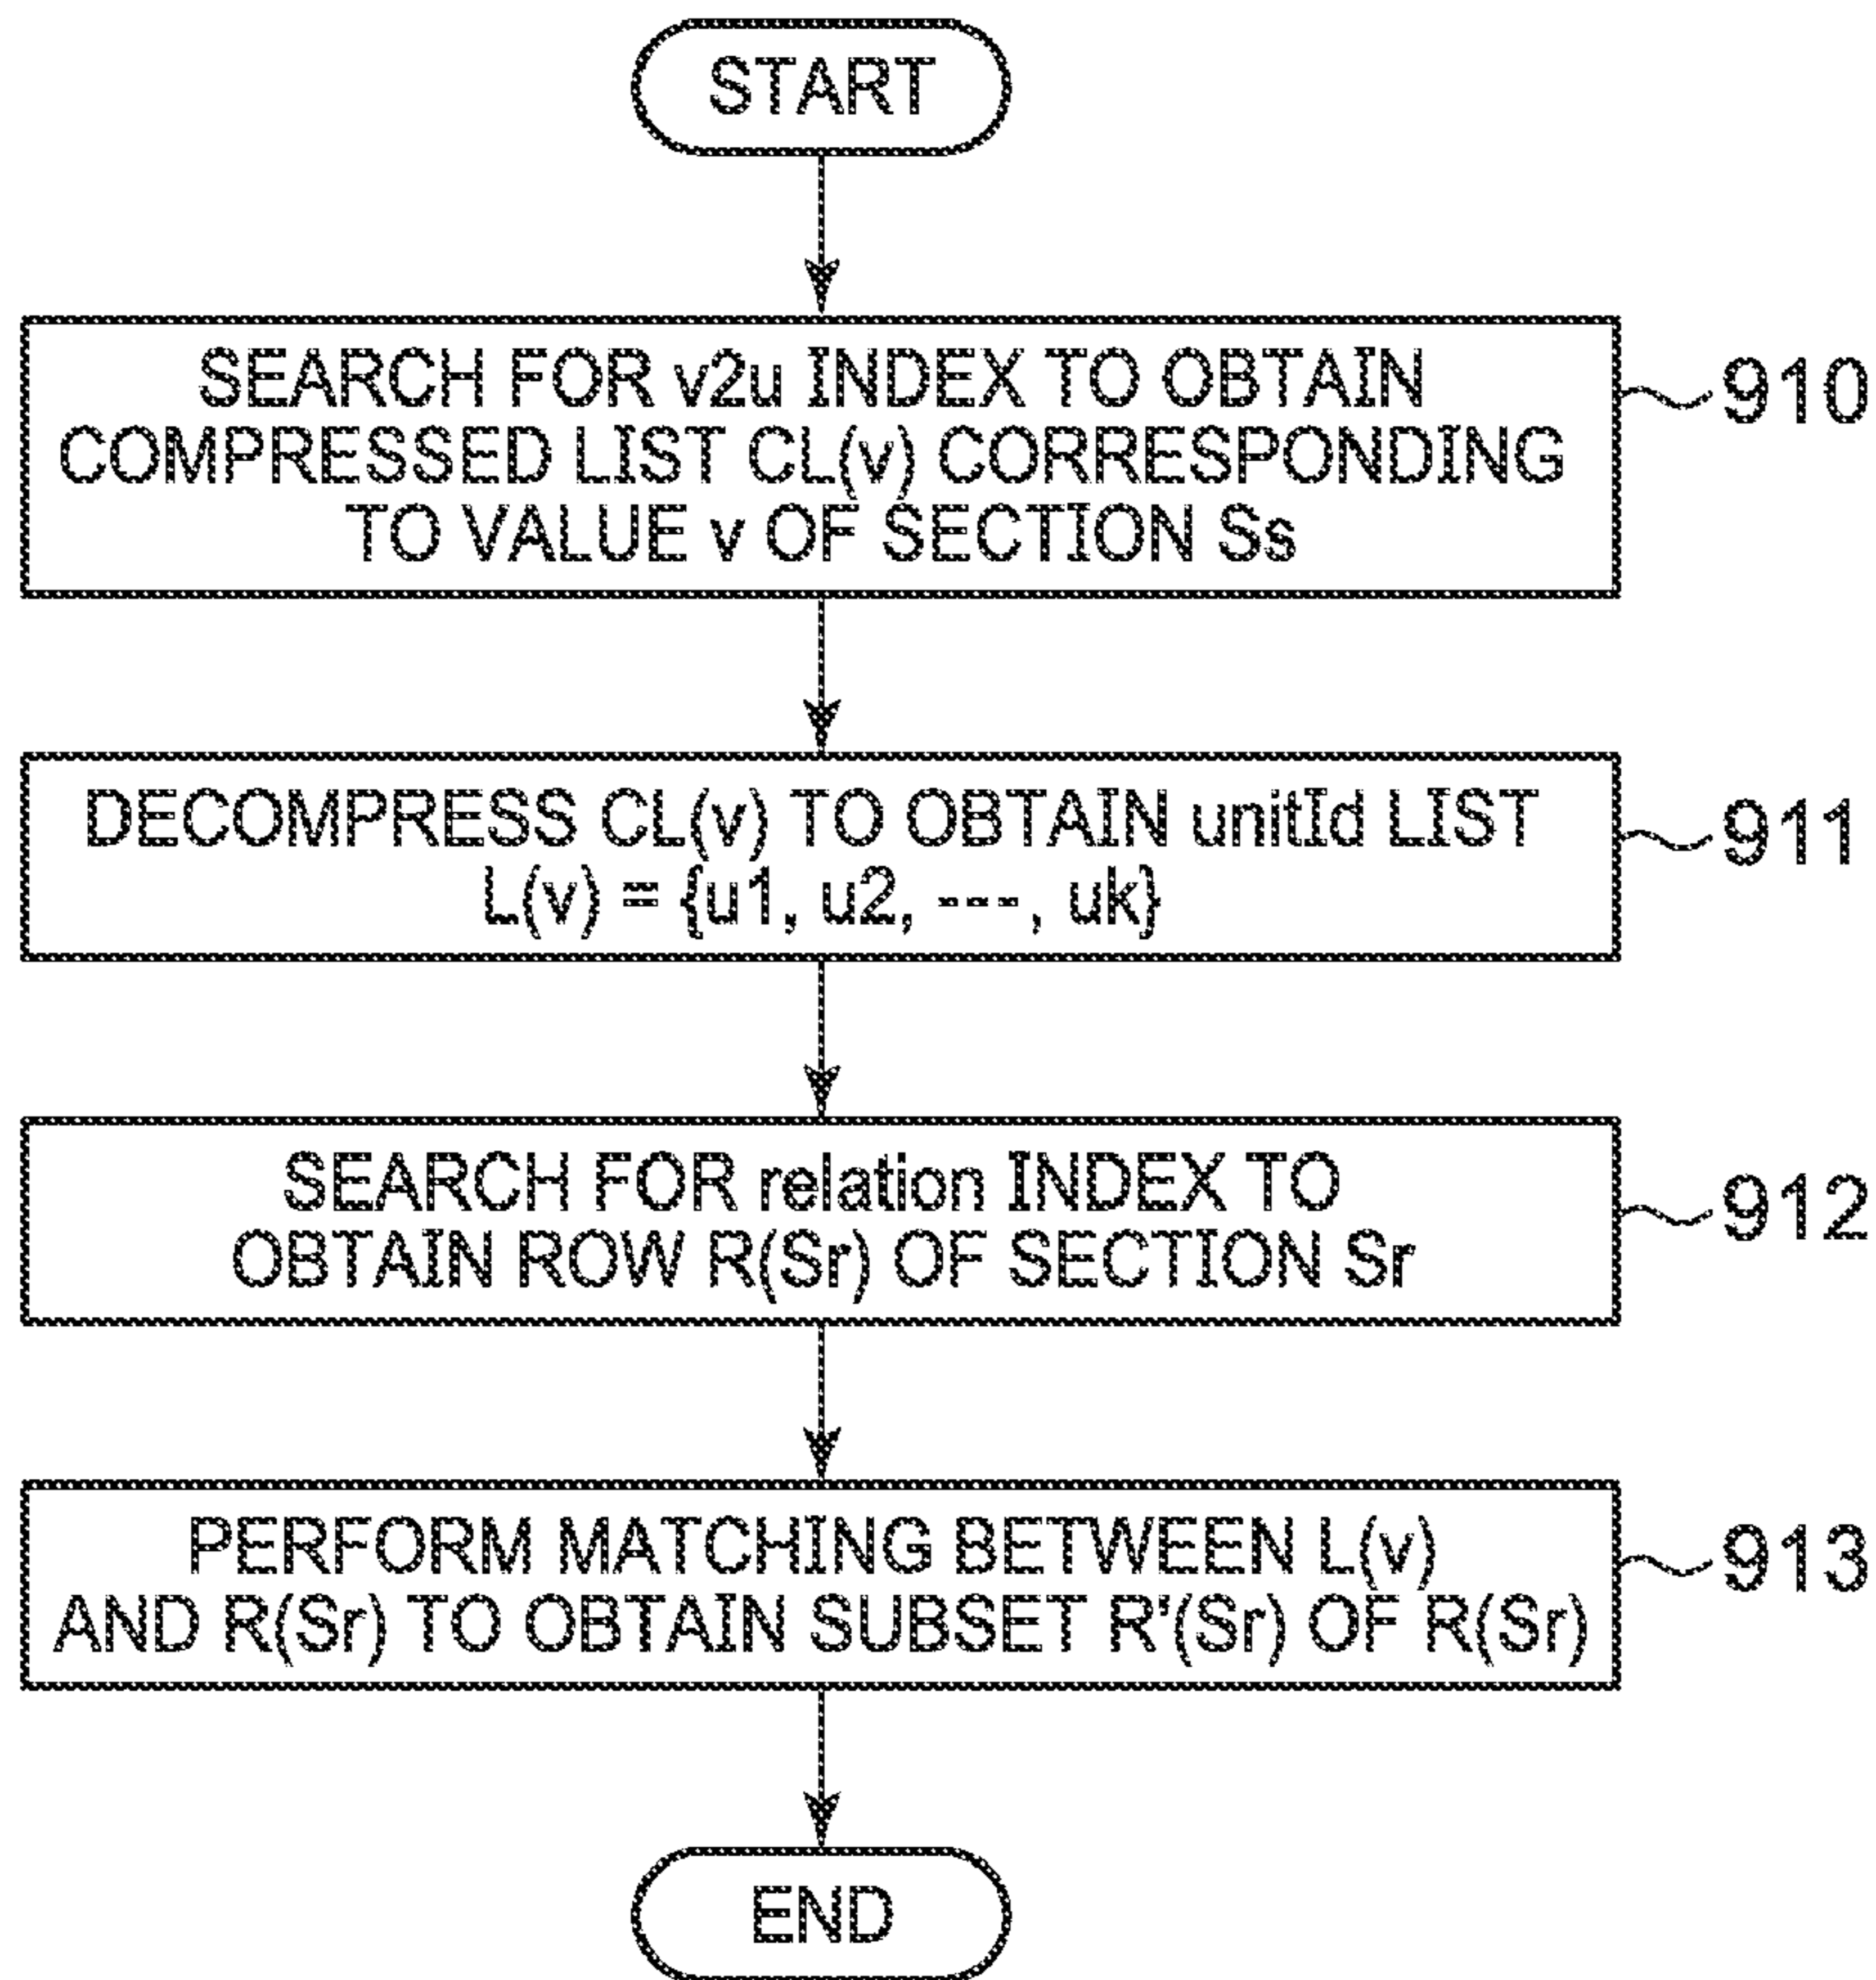 START
SEARCH FOR v2u INDEX TO OBTAIN
COMPRESSED LIST CL(v) CORRESPONDING
TO VALUE v OF SECTION Ss
910
DECOMPRESS CL(v) TO OBTAIN unitId LIST
L(v) = {u1, u2, ---, uk}
911
SEARCH FOR relation INDEX TO
OBTAIN ROW R(Sr) OF SECTION Sr
912
PERFORM MATCHING BETWEEN L(v)
AND R(Sr) TO OBTAIN SUBSET R'(Sr) OF R(Sr)
913
END